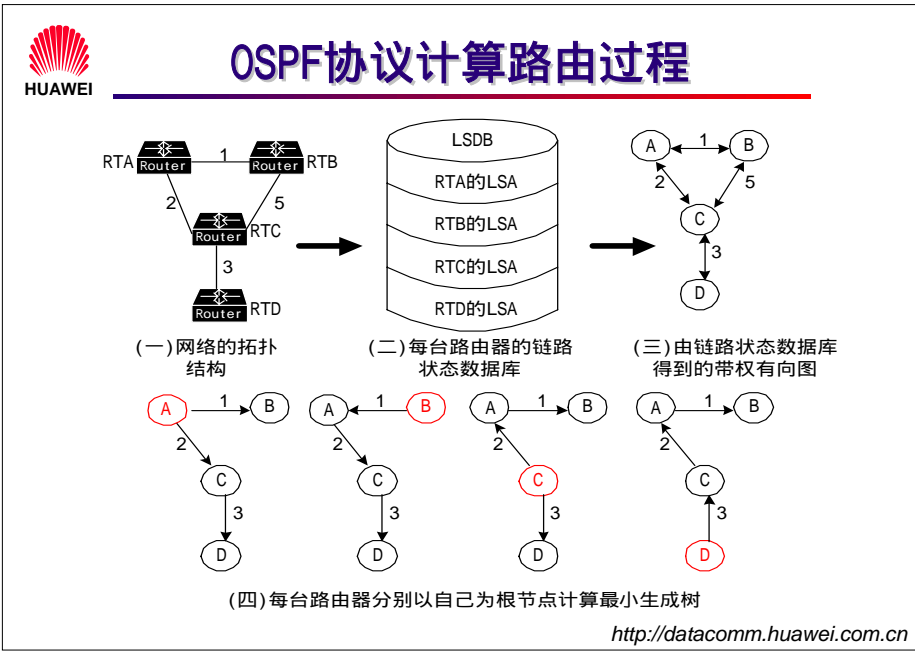 HUAWEI
OSPF协议计算路由过程
RTA
Router
1
Router
RTB
2
5
Router
RTC
3
Router
RTD
(一)网络的拓扑
结构
LSDB
RTA的LSA
RTB的LSA
RTC的LSA
RTD的LSA
(二)每台路由器的链路
状态数据库
A
1
B
2
5
C
3
D
(三)由链路状态数据库
得到的带权有向图
A
1
B
2
C
3
D
A
1
B
2
C
3
D
A
1
B
2
C
3
D
A
1
B
2
C
3
D
(四)每台路由器分别以自己为根节点计算最小生成树
http://datacomm.huawei.com.cn